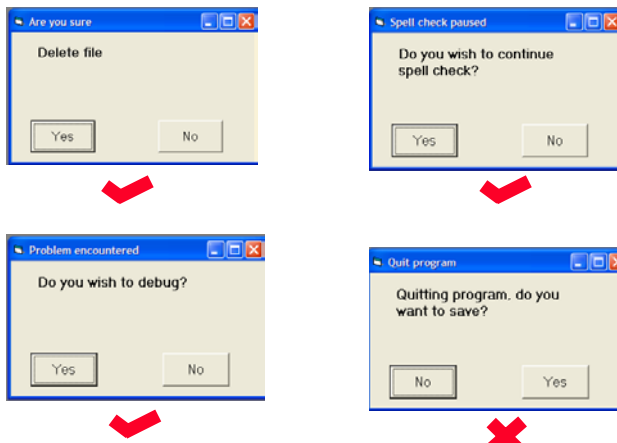 Are you sure
Delete file
Yes No
Spell check paused
Do you wish to continue
spell check?
Yes No
Problem encountered
Do you wish to debug?
Yes No
Quit program
Quitting program, do you
want to save?
No Yes